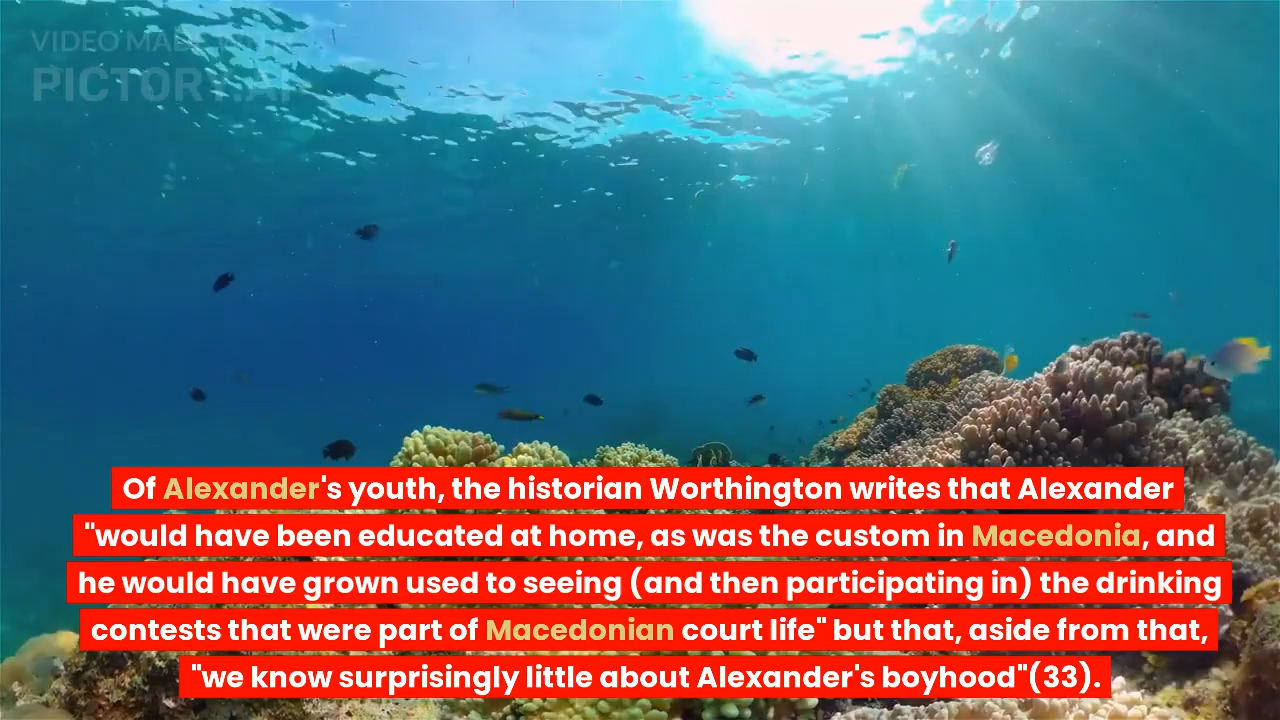 VIDEO MADE WITH
PICTORY.AI
Of Alexander's youth, the historian Worthington writes that Alexander
"would have been educated at home, as was the custom in Macedonia, and
he would have grown used to seeing (and then participating in) the drinking
contests that were part of Macedonian court life" but that, aside from that,
"we know surprisingly little about Alexander's boyhood"(33).